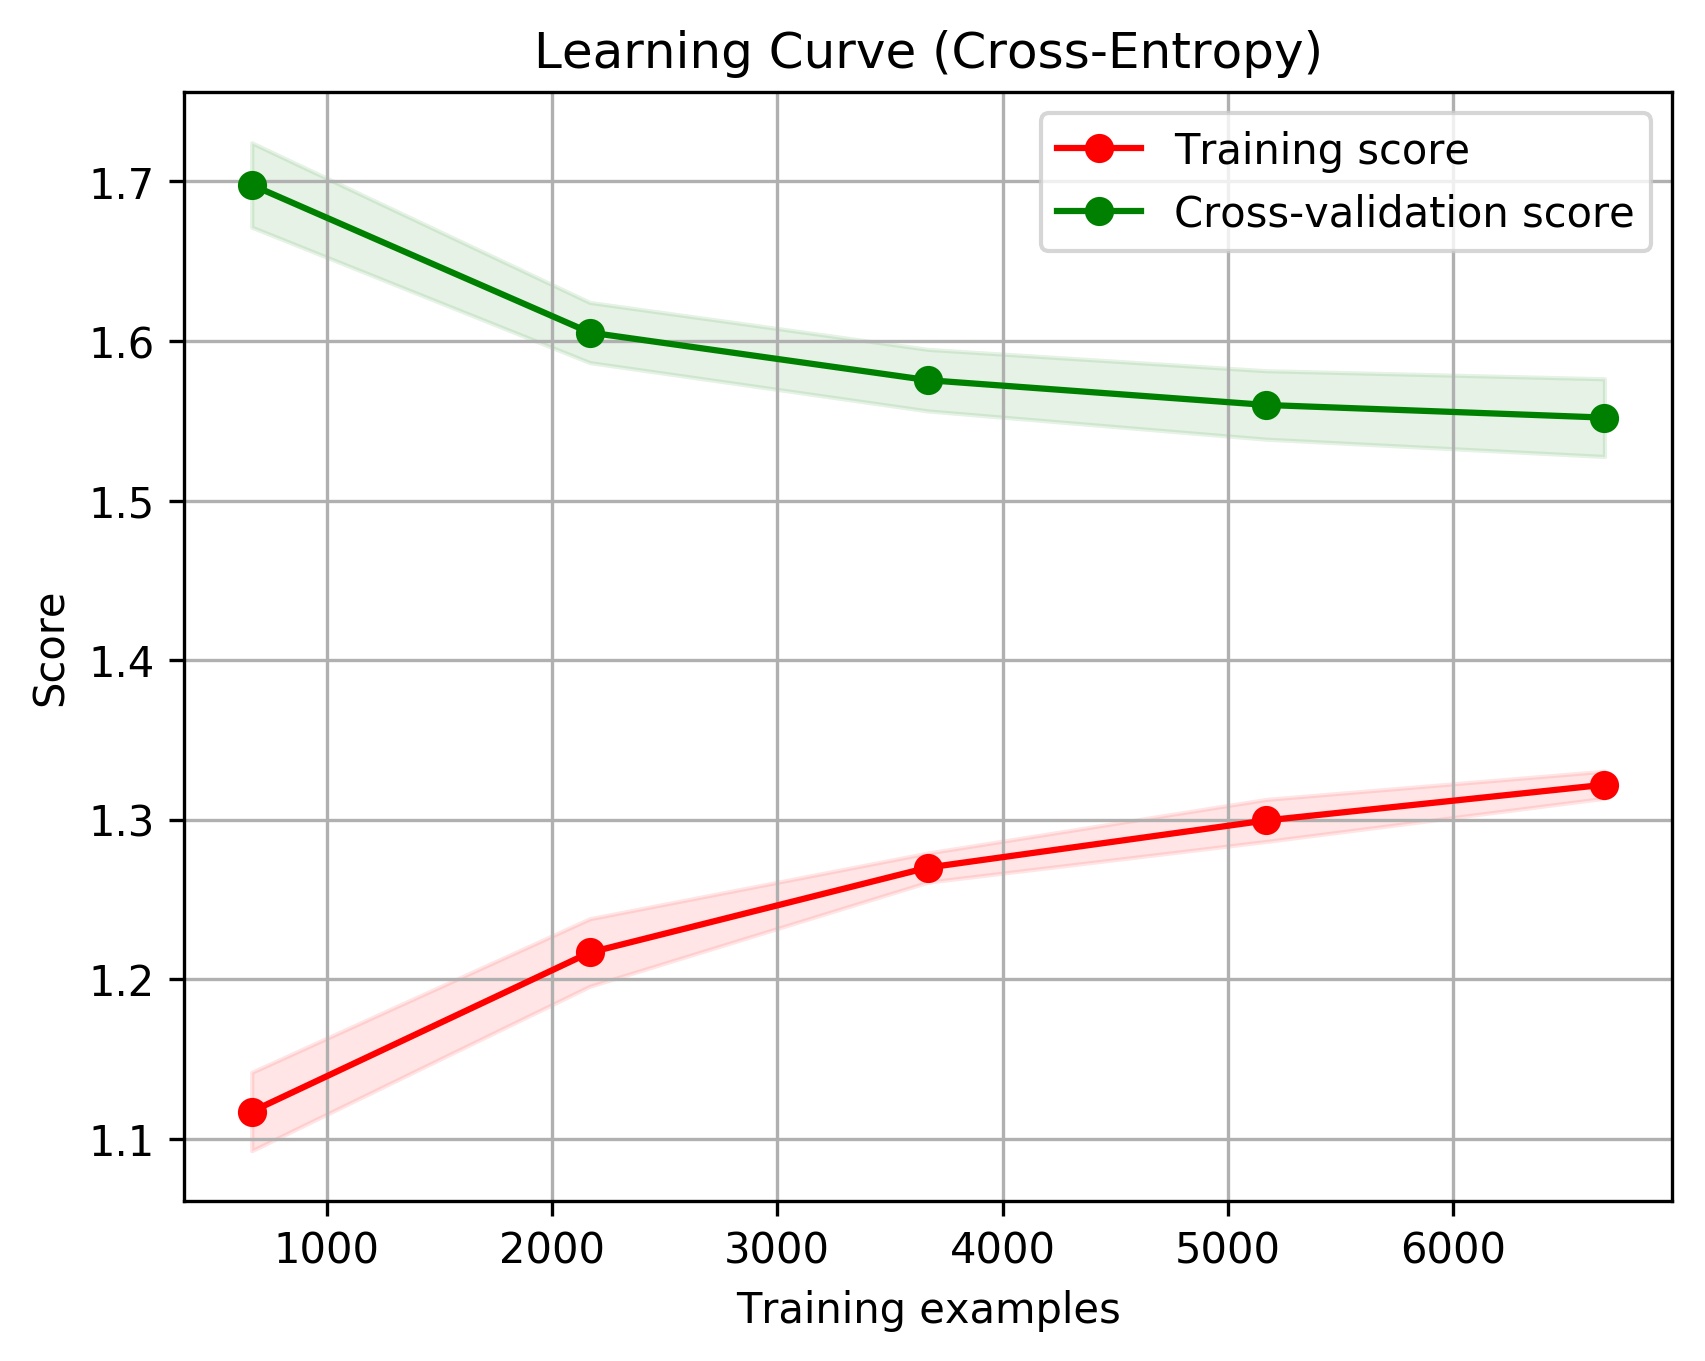 Learning Curve (Cross-Entropy)
Training score
Cross-validation score
1.7
1.6
1.5
1.4
1.3
1.2
1.1
Score
1000 2000 3000 4000 5000 6000
Training examples